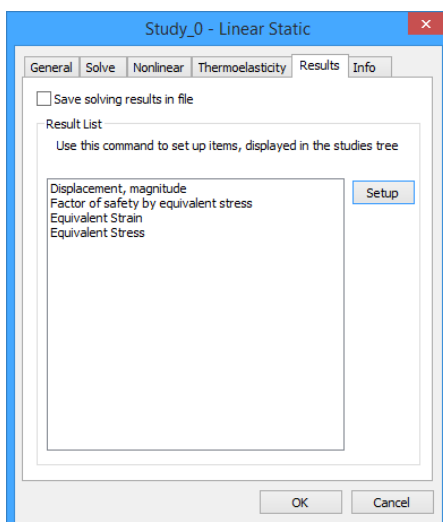 Study_0 - Linear Static
General Solve Nonlinear Thermoelasticity Results Info
Save solving results in file
Result List
Use this command to set up items, displayed in the studies tree
Displacement, magnitude
Setup
Factor of safety by equivalent stress
Equivalent Strain
Equivalent Stress
OK Cancel